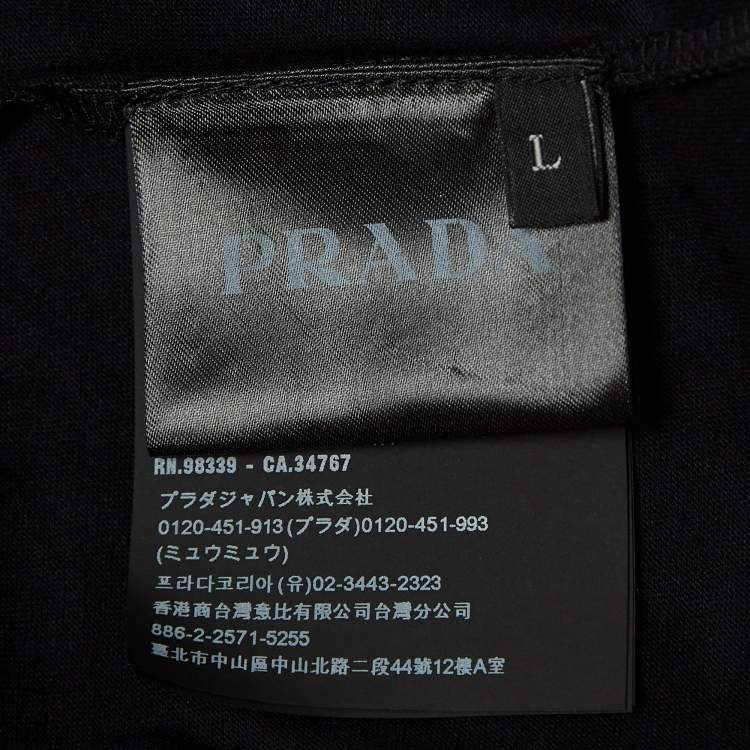 L
PRADA
RN.98339 - CA.34767
プラダジャパン株式会社
0120-451-913(プラダ)0120-451-993
(ミュウミュウ)
프라다코리아(유)02-3443-2323
香港商台灣意比有限公司台灣分公司
886-2-2571-5255
臺北市中山區中山北路二段44號12樓A室